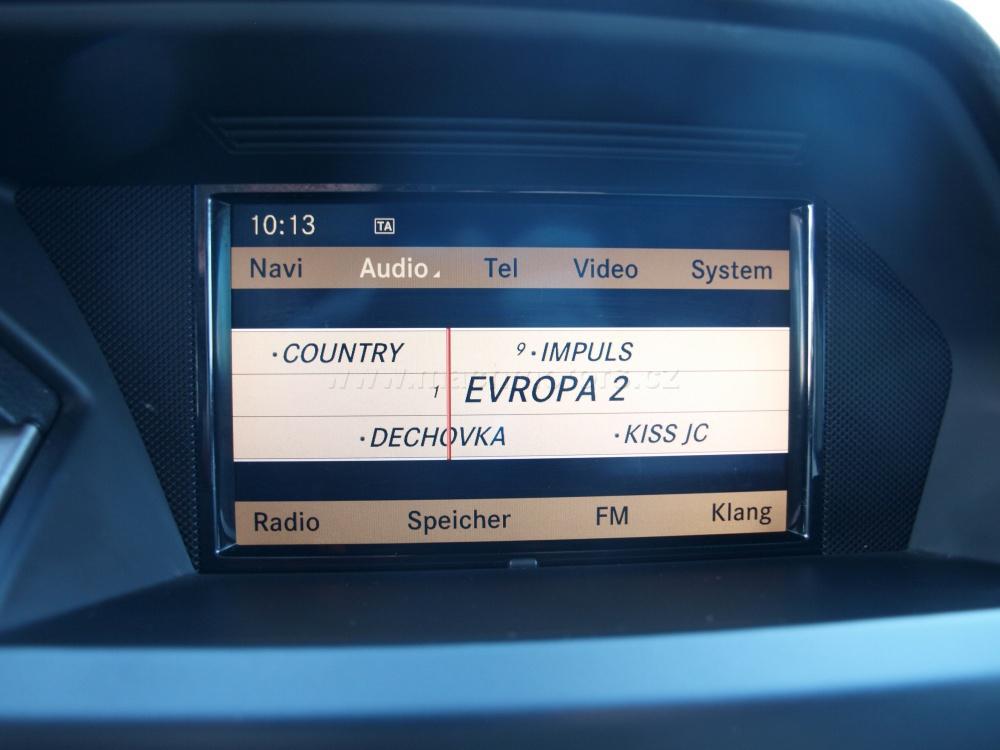 10:13 TA
Navi Audio Tel Video System
·COUNTRY 9·IMPULS
1 EVROPA 2
·DECHOVKA ·KISS JC
Radio Speicher FM Klang